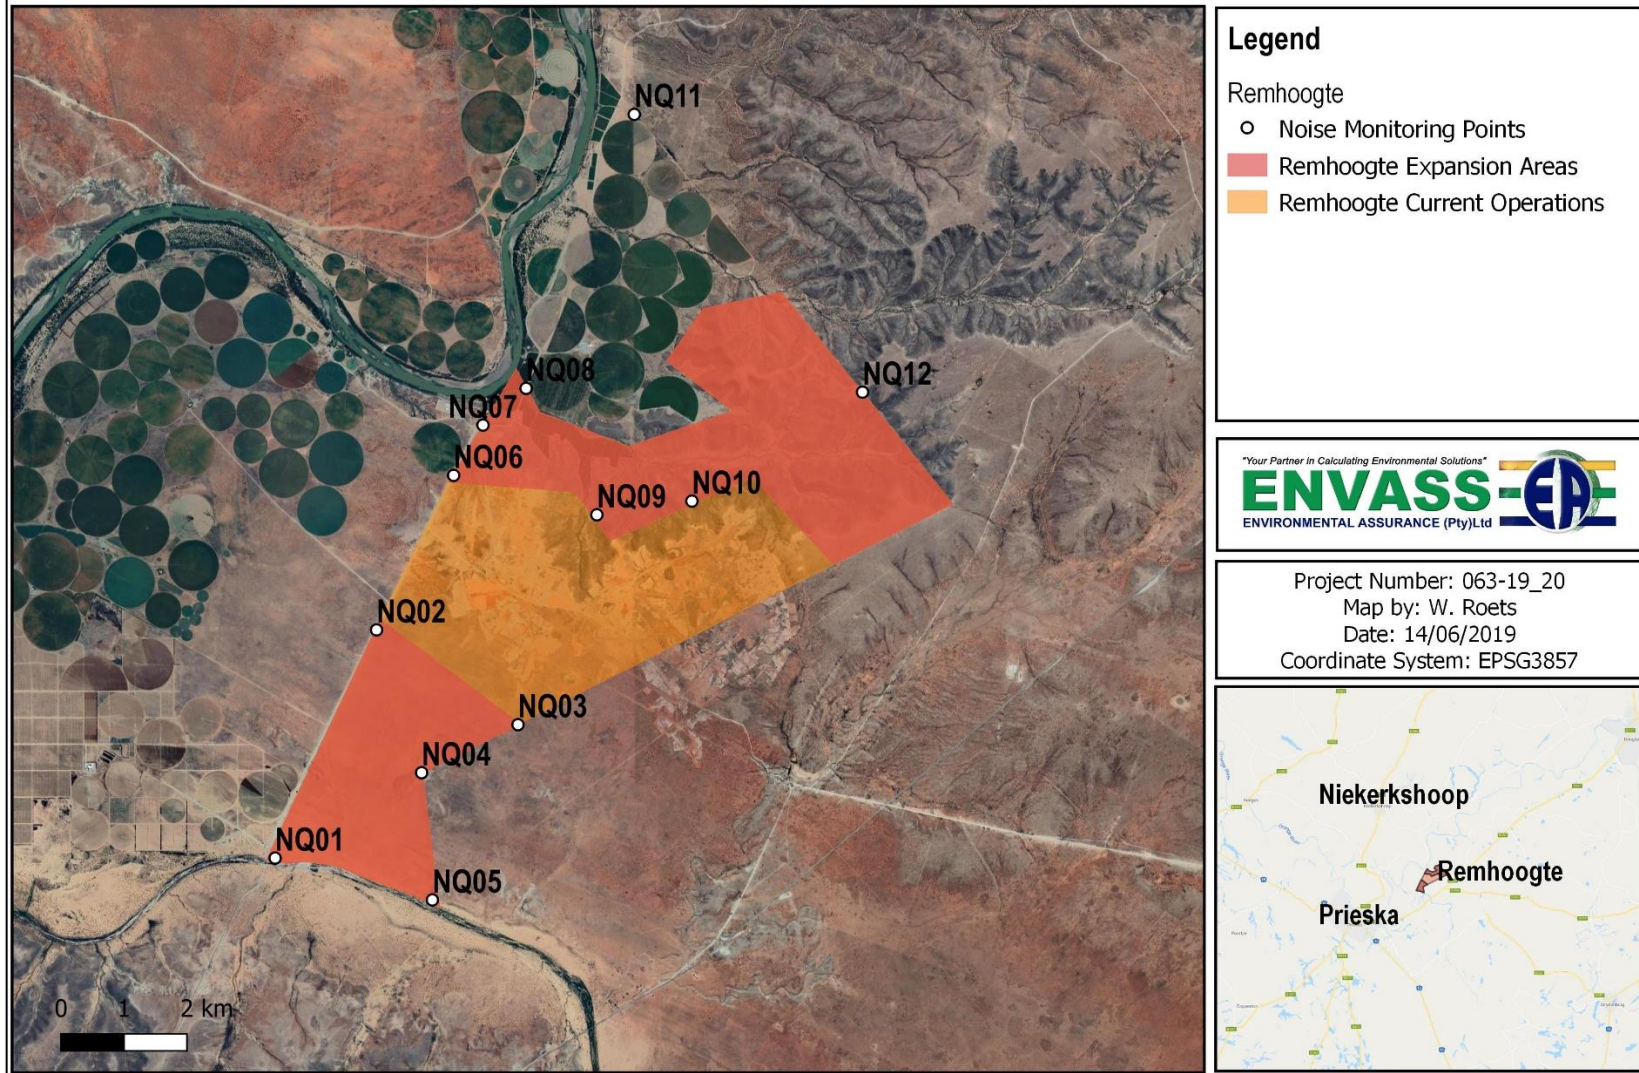 NQ11
NQ08
NQ12
NQ07
NQ06
NQ09
NQ10
NQ02
NQ03
NQ04
NQ01
NQ05
0 1 2 km
Legend
Remhoogte
Noise Monitoring Points
Remhoogte Expansion Areas
Remhoogte Current Operations
"Your Partner in Calculating Environmental Solutions"
ENVASS
ENVIRONMENTAL ASSURANCE (Pty)Ltd
EA
Project Number: 063-19_20
Map by: W. Roets
Date: 14/06/2019
Coordinate System: EPSG3857
Niekerkshoop
Remhoogte
Prieska